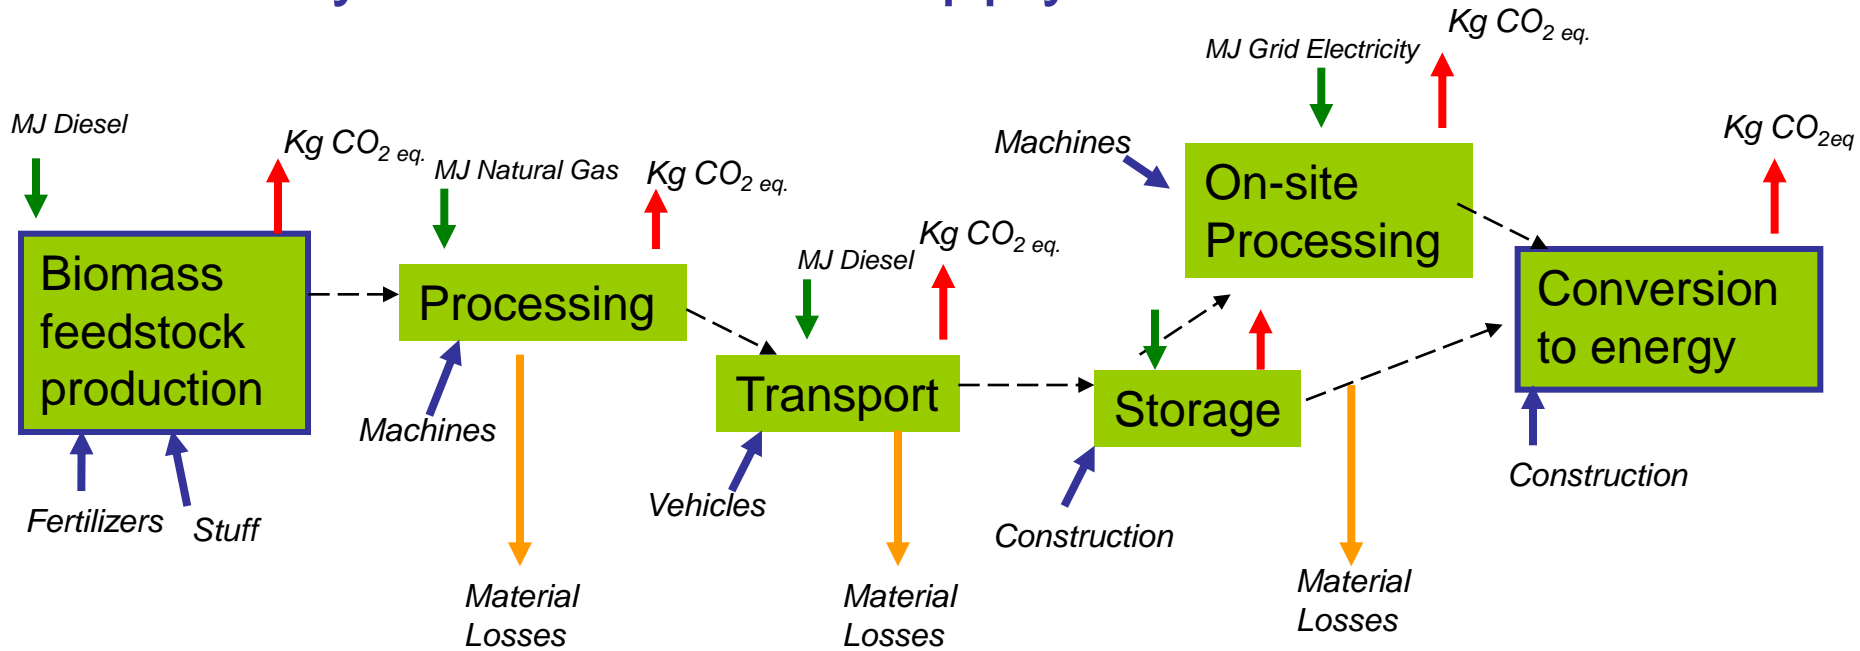 MJ Diesel
Kg CO2 eq.
Biomass
feedstock
production
Fertilizers
Stuff
MJ Natural Gas
Kg CO2 eq.
Processing
Machines
Material
Losses
MJ Diesel
Kg CO2 eq.
Transport
Vehicles
Material
Losses
Storage
Construction
Machines
MJ Grid Electricity
Kg CO2 eq.
On-site
Processing
Material
Losses
Kg CO2eq
Conversion
to energy
Construction